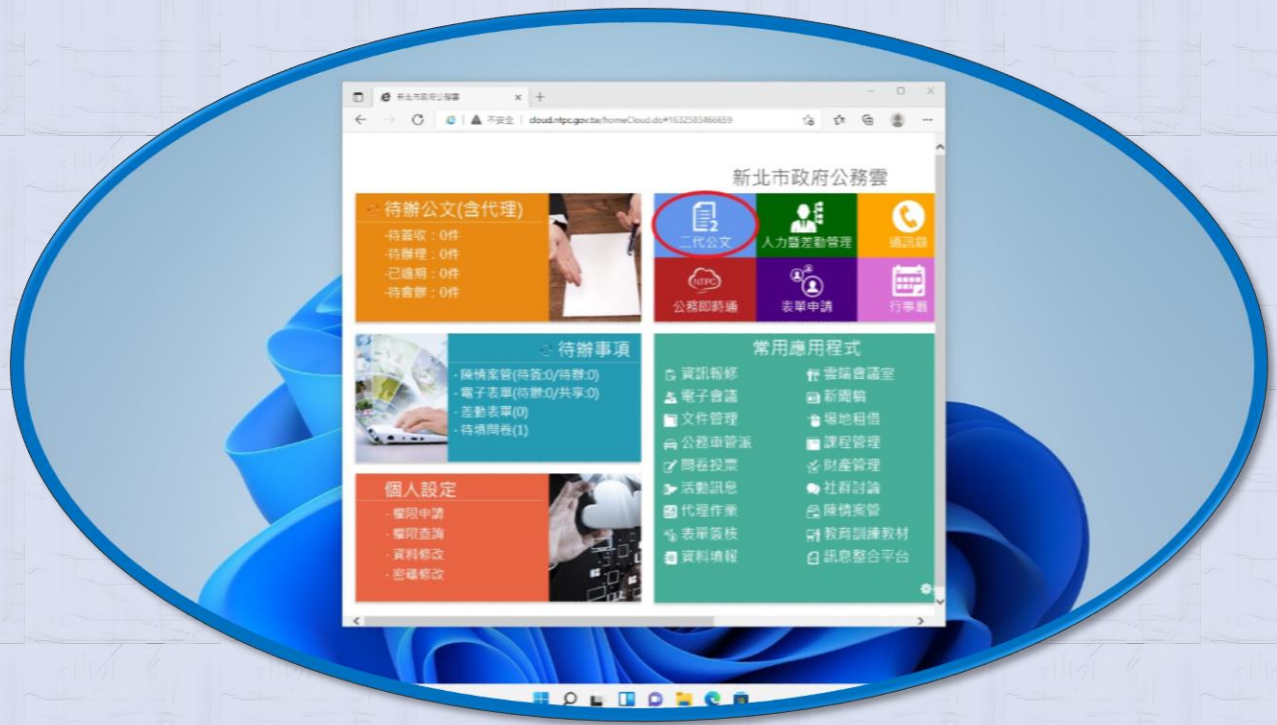 新北市政府公務雲
不安全 | cloud.ntpc.gov.tw/homeCloud.do#1632583466659
新北市政府公務雲
待辦公文(含代理)
-待簽收：0件
-待辦理：0件
-已逾期：0件
-待會辦：0件
2
二代公文
人力暨差勤管理
通訊錄
NTPC
公務即時通
表單申請
行事曆
待辦事項
- 陳情案管(待簽:0/待辦:0)
- 電子表單(待辦:0/共享:0)
- 差勤表單(0)
- 待填問卷(1)
個人設定
- 權限申請
- 權限查詢
- 資料修改
- 密碼修改
常用應用程式
資訊報修 雲端會議室
電子會議 新聞稿
文件管理 場地租借
公務車管派 課程管理
問卷投票 財產管理
活動訊息 社群討論
代理作業 陳情案管
表單簽核 教育訓練教材
資料填報 訊息整合平台